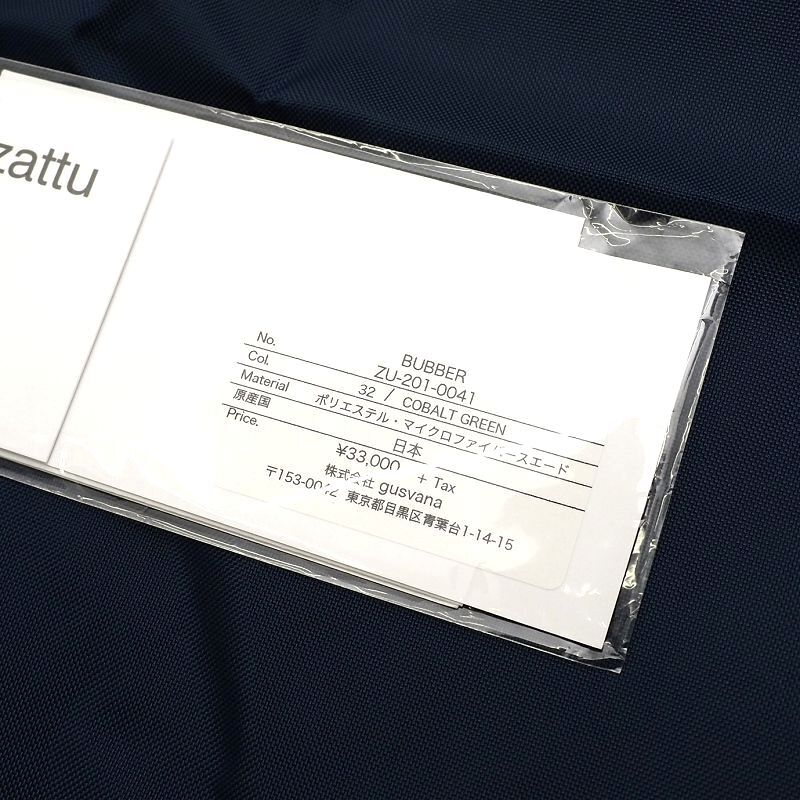 zattu
BUBBER
No. ZU-201-0041
Col. 32 / COBALT GREEN
Material ポリエステル・マイクロファイバースエード
原産国 日本
Price. ¥33,000 + Tax
株式会社 gusvana
〒153-0042 東京都目黒区青葉台1-14-15